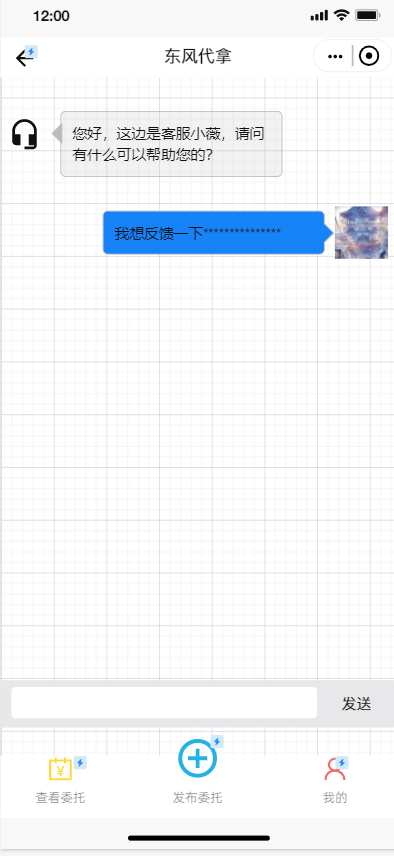 12:00
东风代拿
您好，这边是客服小薇，请问
有什么可以帮助您的？
我想反馈一下***************
发送
¥
查看委托
发布委托
我的